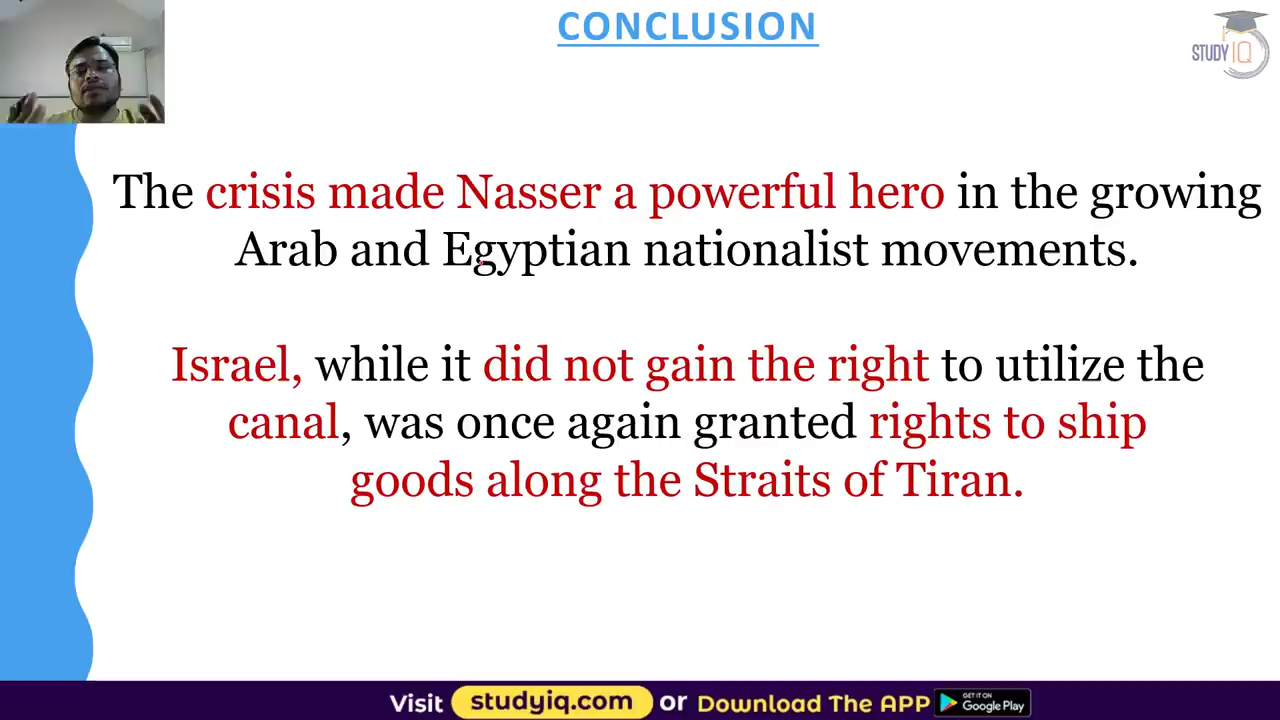 CONCLUSION
STUDY IQ
The crisis made Nasser a powerful hero in the growing
Arab and Egyptian nationalist movements.
Israel, while it did not gain the right to utilize the
canal, was once again granted rights to ship
goods along the Straits of Tiran.
Visit studyiq.com or Download The APP GET IT ON Google Play